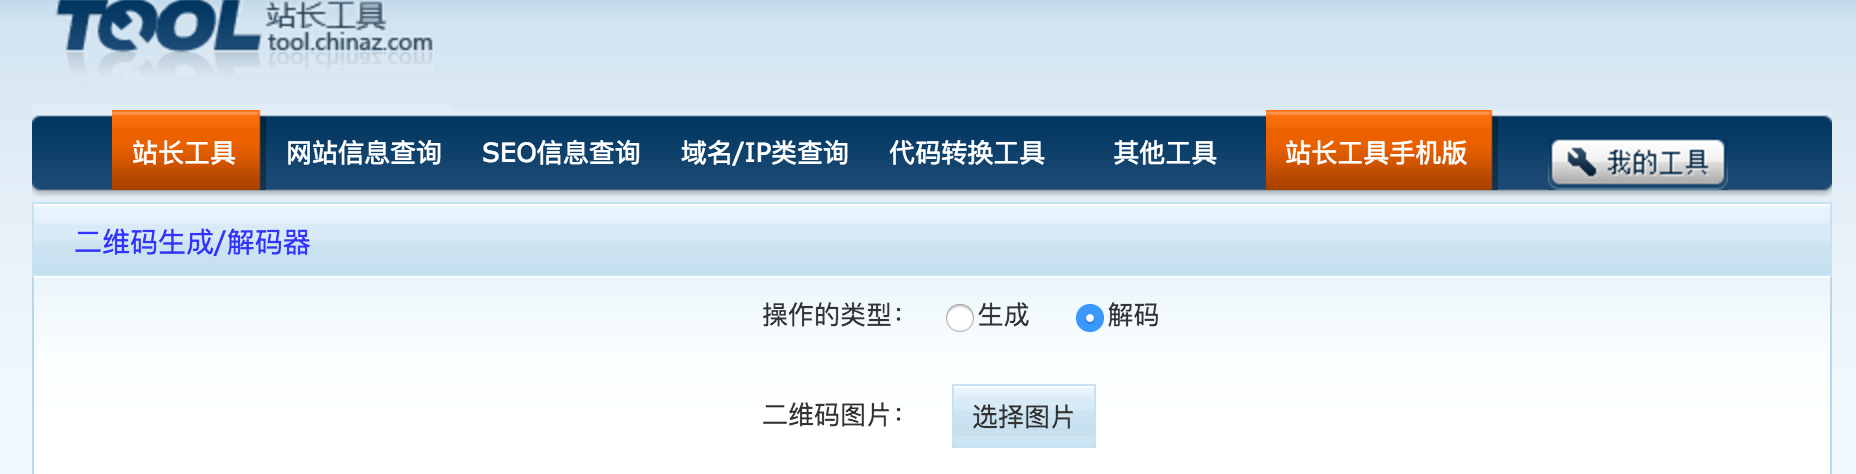 TOOL 站长工具
tool.chinaz.com
站长工具 网站信息查询 SEO信息查询 域名/IP类查询 代码转换工具 其他工具 站长工具手机版 我的工具
二维码生成/解码器
操作的类型： 生成 解码
二维码图片： 选择图片